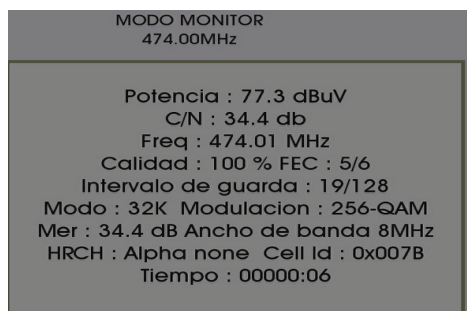 MODO MONITOR
474.00MHz
Potencia : 77.3 dBuV
C/N : 34.4 db
Freq : 474.01 MHz
Calidad : 100 % FEC : 5/6
Intervalo de guarda : 19/128
Modo : 32K Modulacion : 256-QAM
Mer : 34.4 dB Ancho de banda 8MHz
HRCH : Alpha none Cell Id : 0x007B
Tiempo : 00000:06